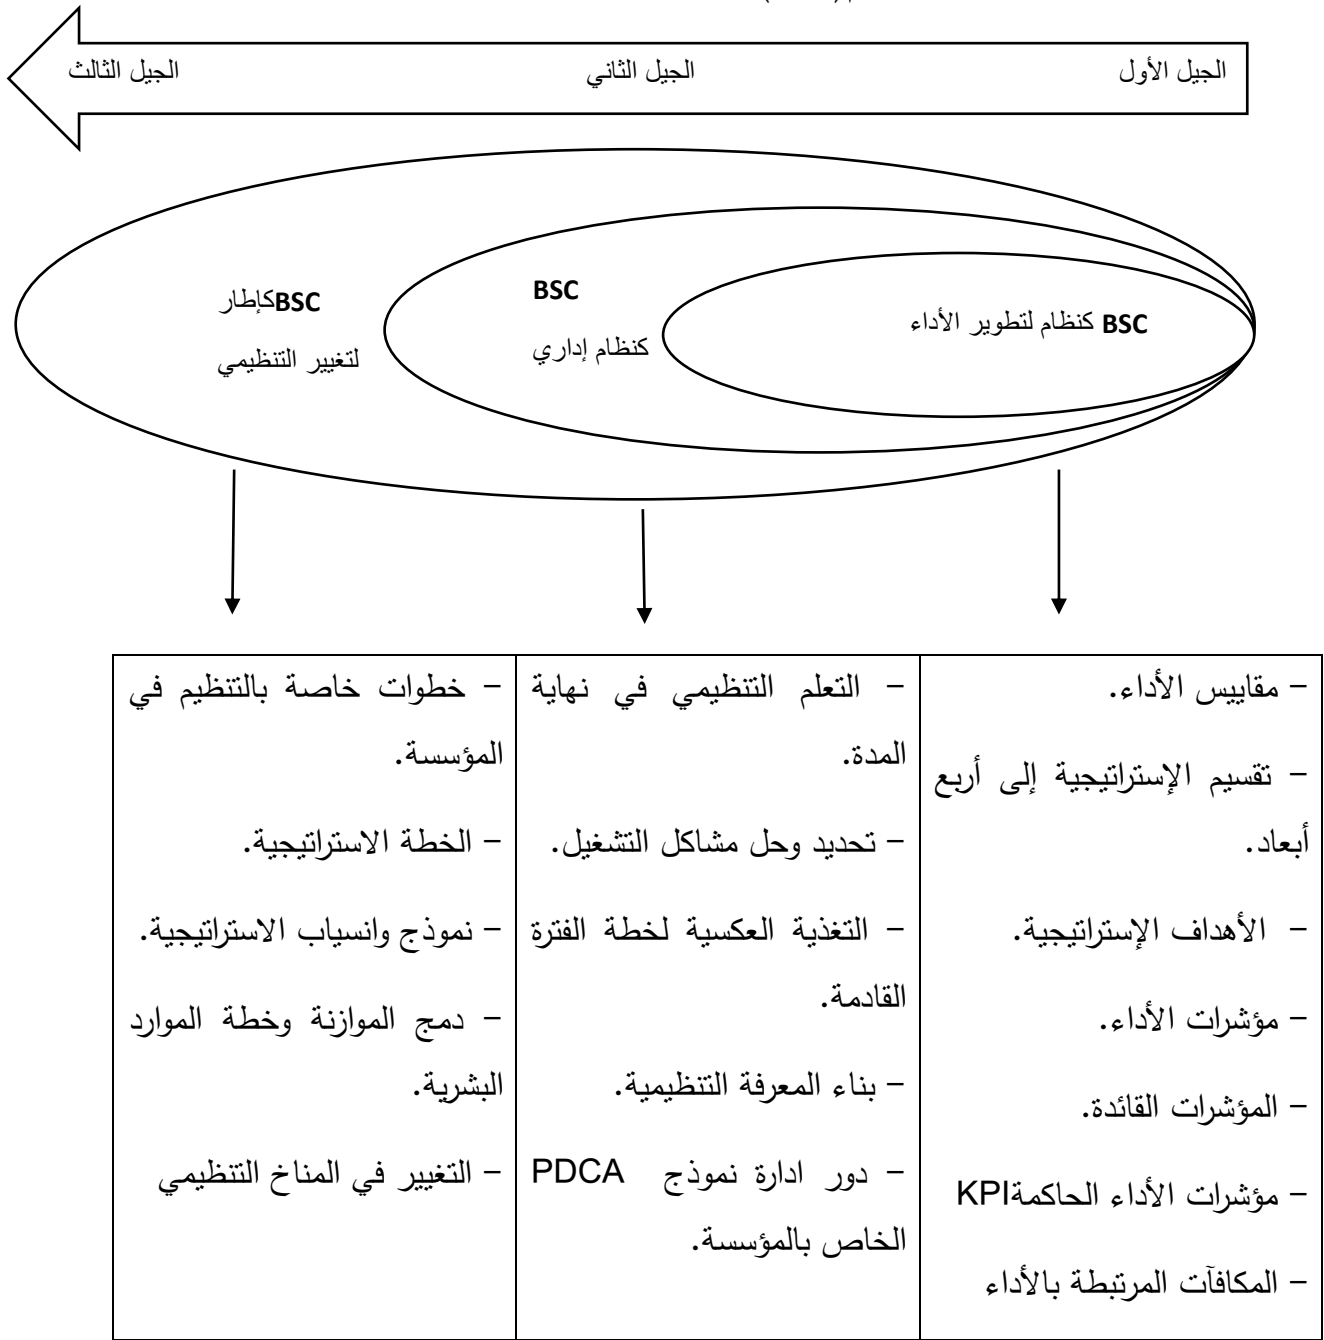 الجيل الأول
الجيل الثاني
الجيل الثالث
BSC كنظام لتطوير الأداء
BSC
كنظام إداري
BSCكإطار
لتغيير التنظيمي
– مقاييس الأداء.
– تقسيم الإستراتيجية إلى أربع
أبعاد.
– الأهداف الإستراتيجية.
– مؤشرات الأداء.
– المؤشرات القائدة.
– مؤشرات الأداء الحاكمةKPI
– المكافآت المرتبطة بالأداء
– التعلم التنظيمي في نهاية
المدة.
– تحديد وحل مشاكل التشغيل.
– التغذية العكسية لخطة الفترة
القادمة.
– بناء المعرفة التنظيمية.
– دور ادارة نموذج PDCA
الخاص بالمؤسسة.
– خطوات خاصة بالتنظيم في
المؤسسة.
– الخطة الاستراتيجية.
– نموذج وانسياب الاستراتيجية.
– دمج الموازنة وخطة الموارد
البشرية.
– التغيير في المناخ التنظيمي